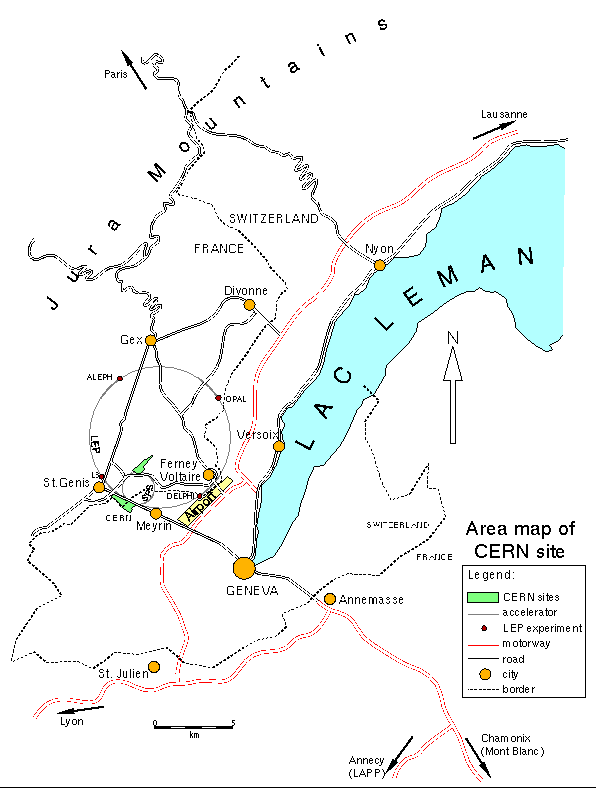 Jura Mountains
Paris
Lausanne
SWITZERLAND
FRANCE
Nyon
LAC LEMAN
Divonne
Gex
N
ALEPH
OPAL
LEP
Versoix
Ferney
Voltaire
L3
St.Genis
SPS
DELPHI
Airport
CERN
Meyrin
SWITZERLAND
FRANCE
GENEVA
Annemasse
St. Julien
Lyon
0 5
km
Annecy
(LAPP)
Chamonix
(Mont Blanc)
Area map of
CERN site
Legend:
CERN sites
accelerator
LEP experiment
motorway
road
city
border